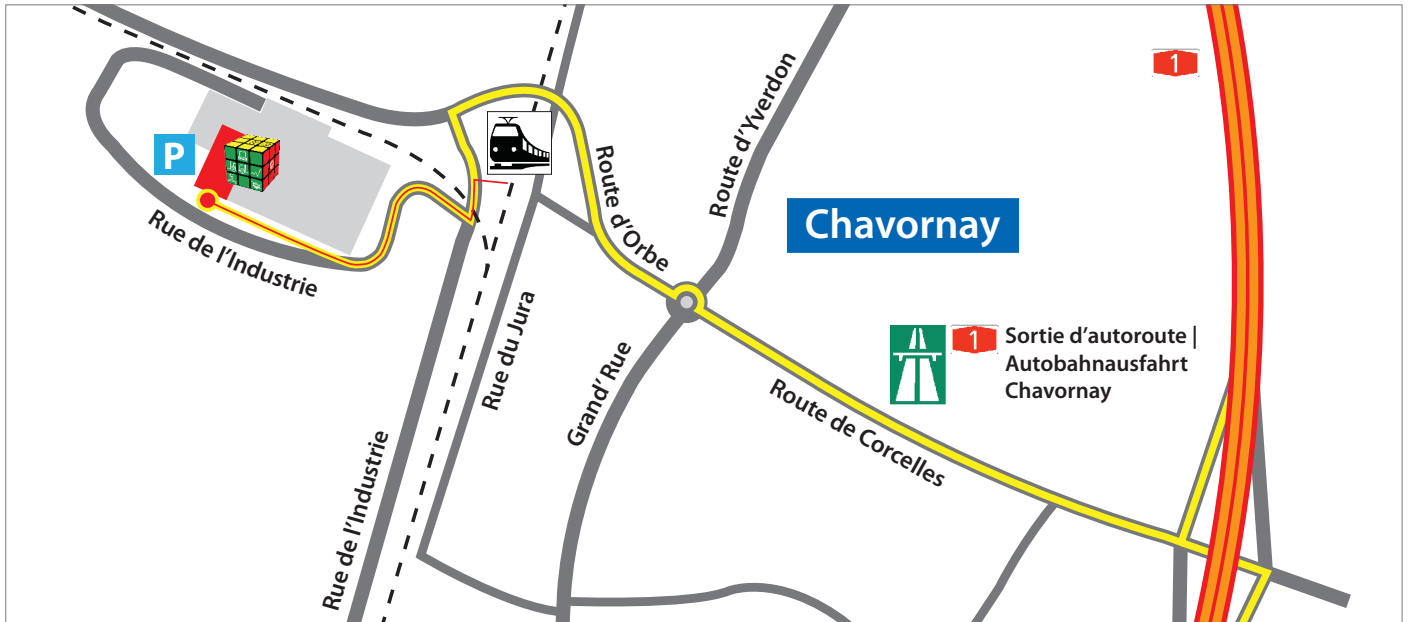 1
P
Route d'Yverdon
Route d'Orbe
Chavornay
Rue de l'Industrie
Rue du Jura
Grand'Rue
1
Sortie d'autoroute |
Autobahnausfahrt
Chavornay
Route de Corcelles
Rue de l'Industrie